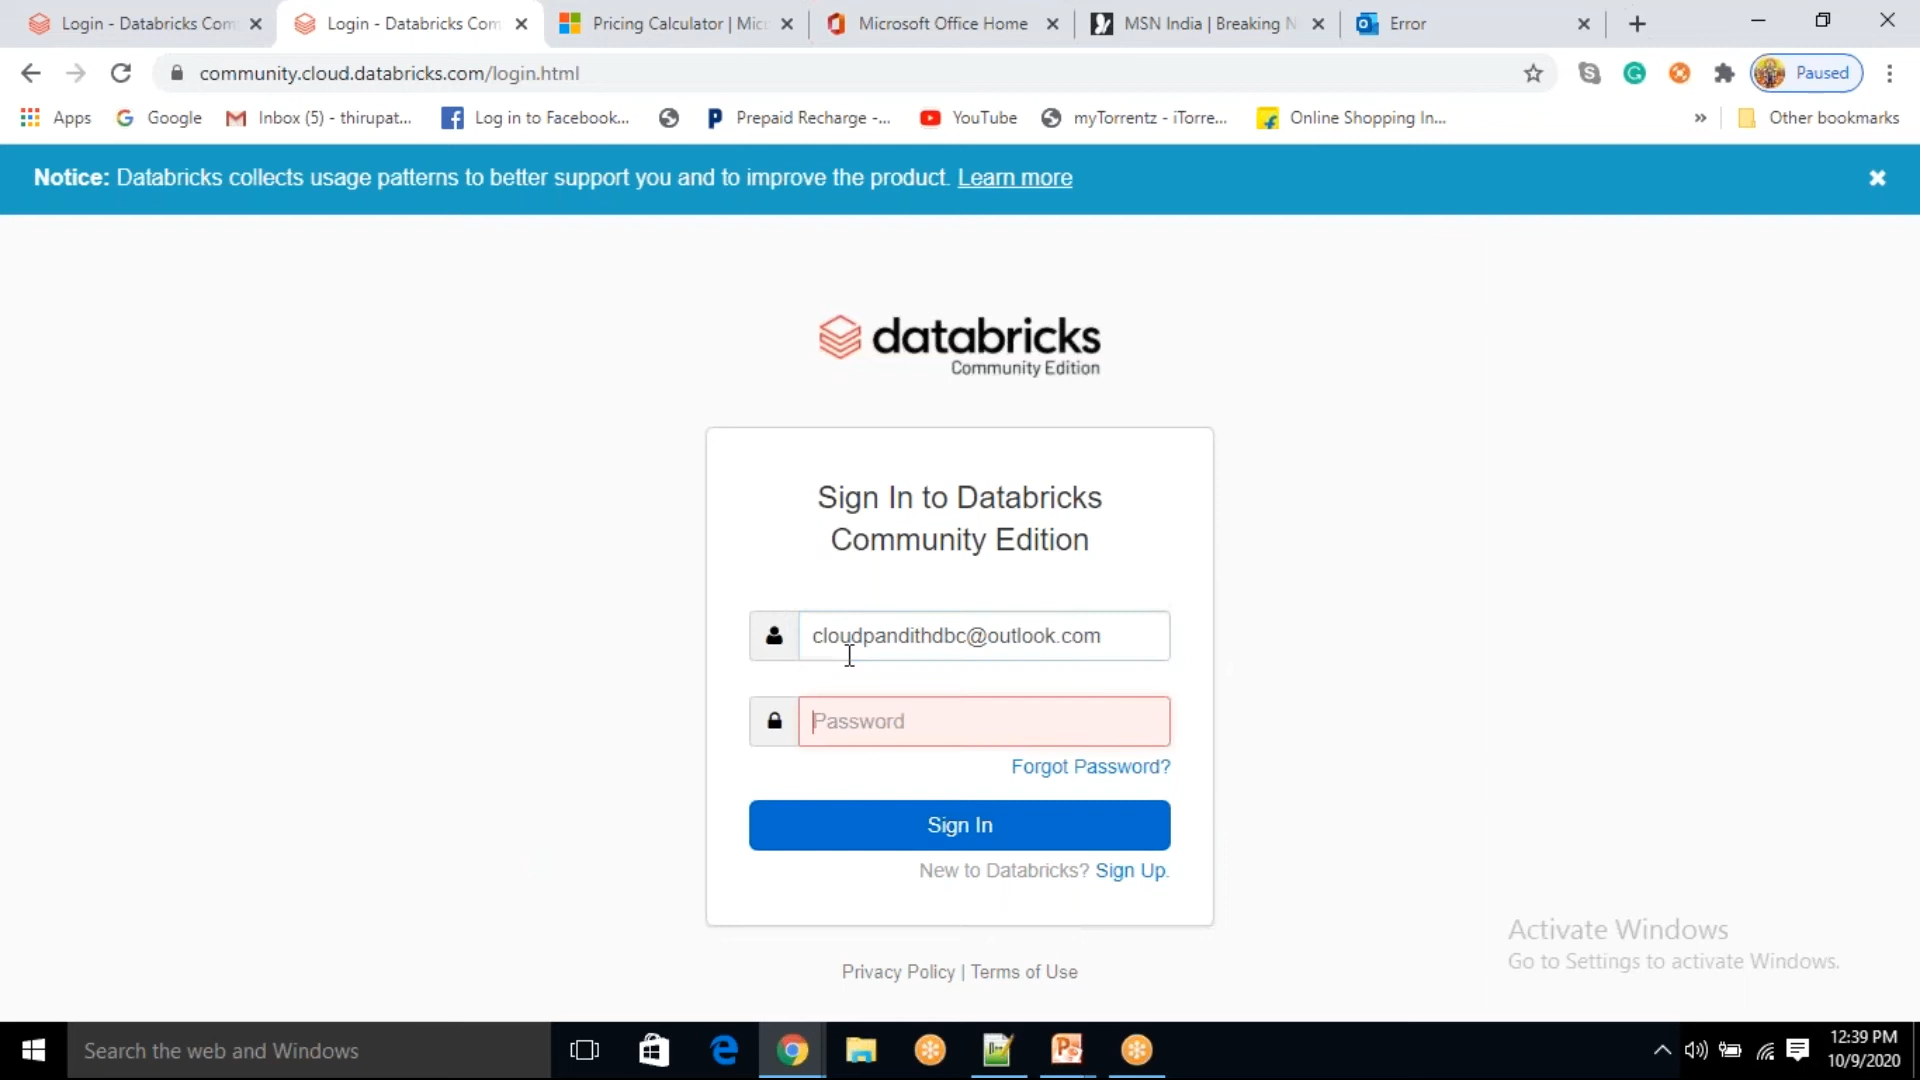 Login - Databricks Com
Login - Databricks Com
Pricing Calculator | Mic
Microsoft Office Home
MSN India | Breaking N
Error
community.cloud.databricks.com/login.html
Paused
Apps
Google
Inbox (5) - thirupat...
Log in to Facebook...
Prepaid Recharge -...
YouTube
myTorrentz - iTorre...
Online Shopping In...
»
Other bookmarks
Notice: Databricks collects usage patterns to better support you and to improve the product. Learn more
databricks
Community Edition
Sign In to Databricks
Community Edition
cloudpandithdbc@outlook.com
Password
Forgot Password?
Sign In
New to Databricks? Sign Up.
Privacy Policy | Terms of Use
Activate Windows
Go to Settings to activate Windows.
Search the web and Windows
12:39 PM
10/9/2020